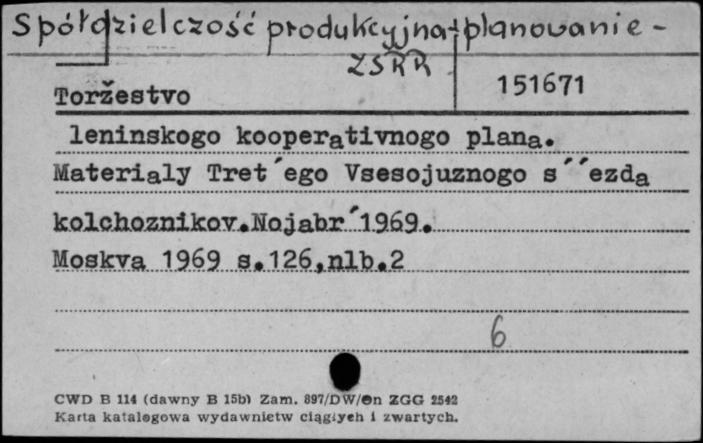 Spółdzielczość produkcyjna-planowanie-
ZSRR
151671
Toržestvo
leninskogo kooperativnogo plana.
Materialy Tret´ego Vsesojuznogo s´´ezda
kolchoznikov.Nojabr´1969.
Moskva 1969 s.126,nlb.2
6
CWD B 114 (dawny B 15b) Zam. 897/DW/Gn ZGG 2542
Karta katalogowa wydawnictw ciągłych i zwartych.